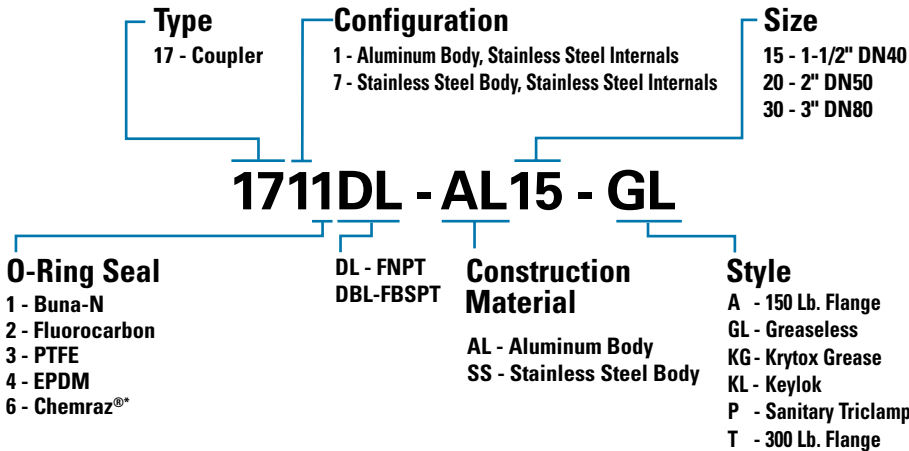 Type
17 - Coupler
Configuration
1 - Aluminum Body, Stainless Steel Internals
7 - Stainless Steel Body, Stainless Steel Internals
Size
15 - 1-1/2" DN40
20 - 2" DN50
30 - 3" DN80
1711DL - AL15 - GL
O-Ring Seal
1 - Buna-N
2 - Fluorocarbon
3 - PTFE
4 - EPDM
6 - Chemraz®*
DL - FNPT
DBL-FBSPT
Construction
Material
AL - Aluminum Body
SS - Stainless Steel Body
Style
A - 150 Lb. Flange
GL - Greaseless
KG - Krytox Grease
KL - Keylok
P - Sanitary Triclamp
T - 300 Lb. Flange